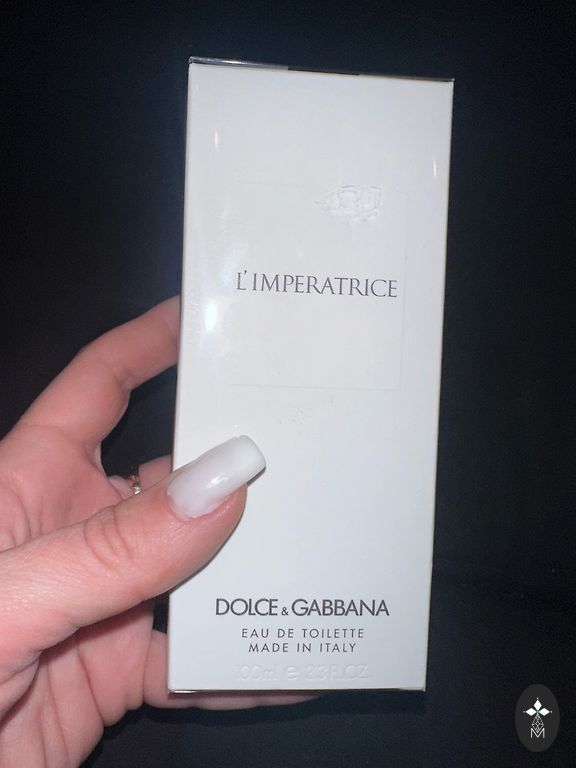 L'IMPERATRICE
DOLCE & GABBANA
EAU DE TOILETTE
MADE IN ITALY
100ml e 3.3 FL.OZ.
M